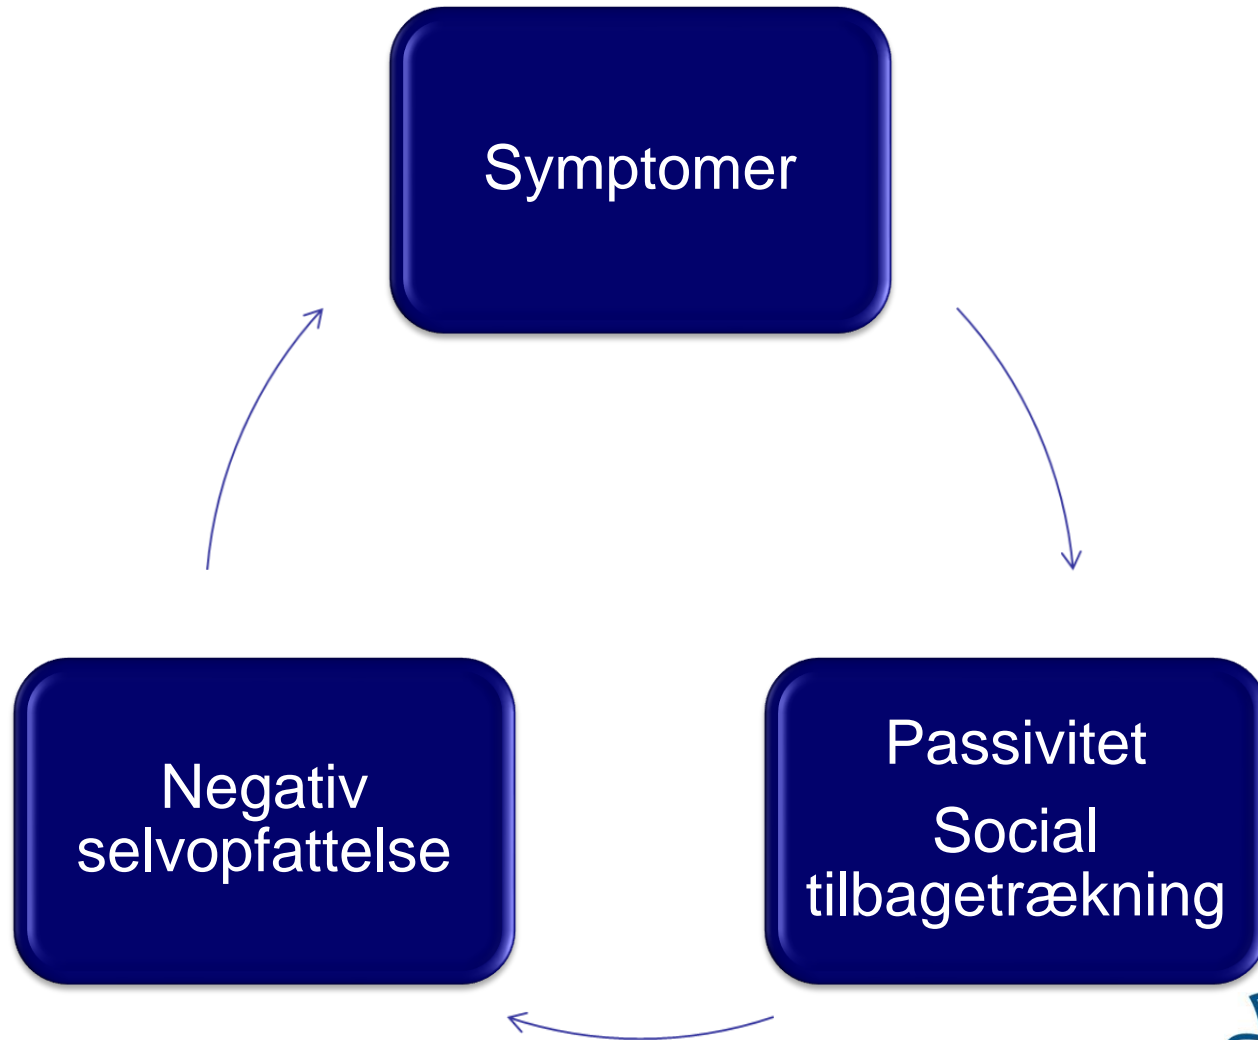 Symptomer
Passivitet
Social
tilbagetrækning
Negativ
selvopfattelse